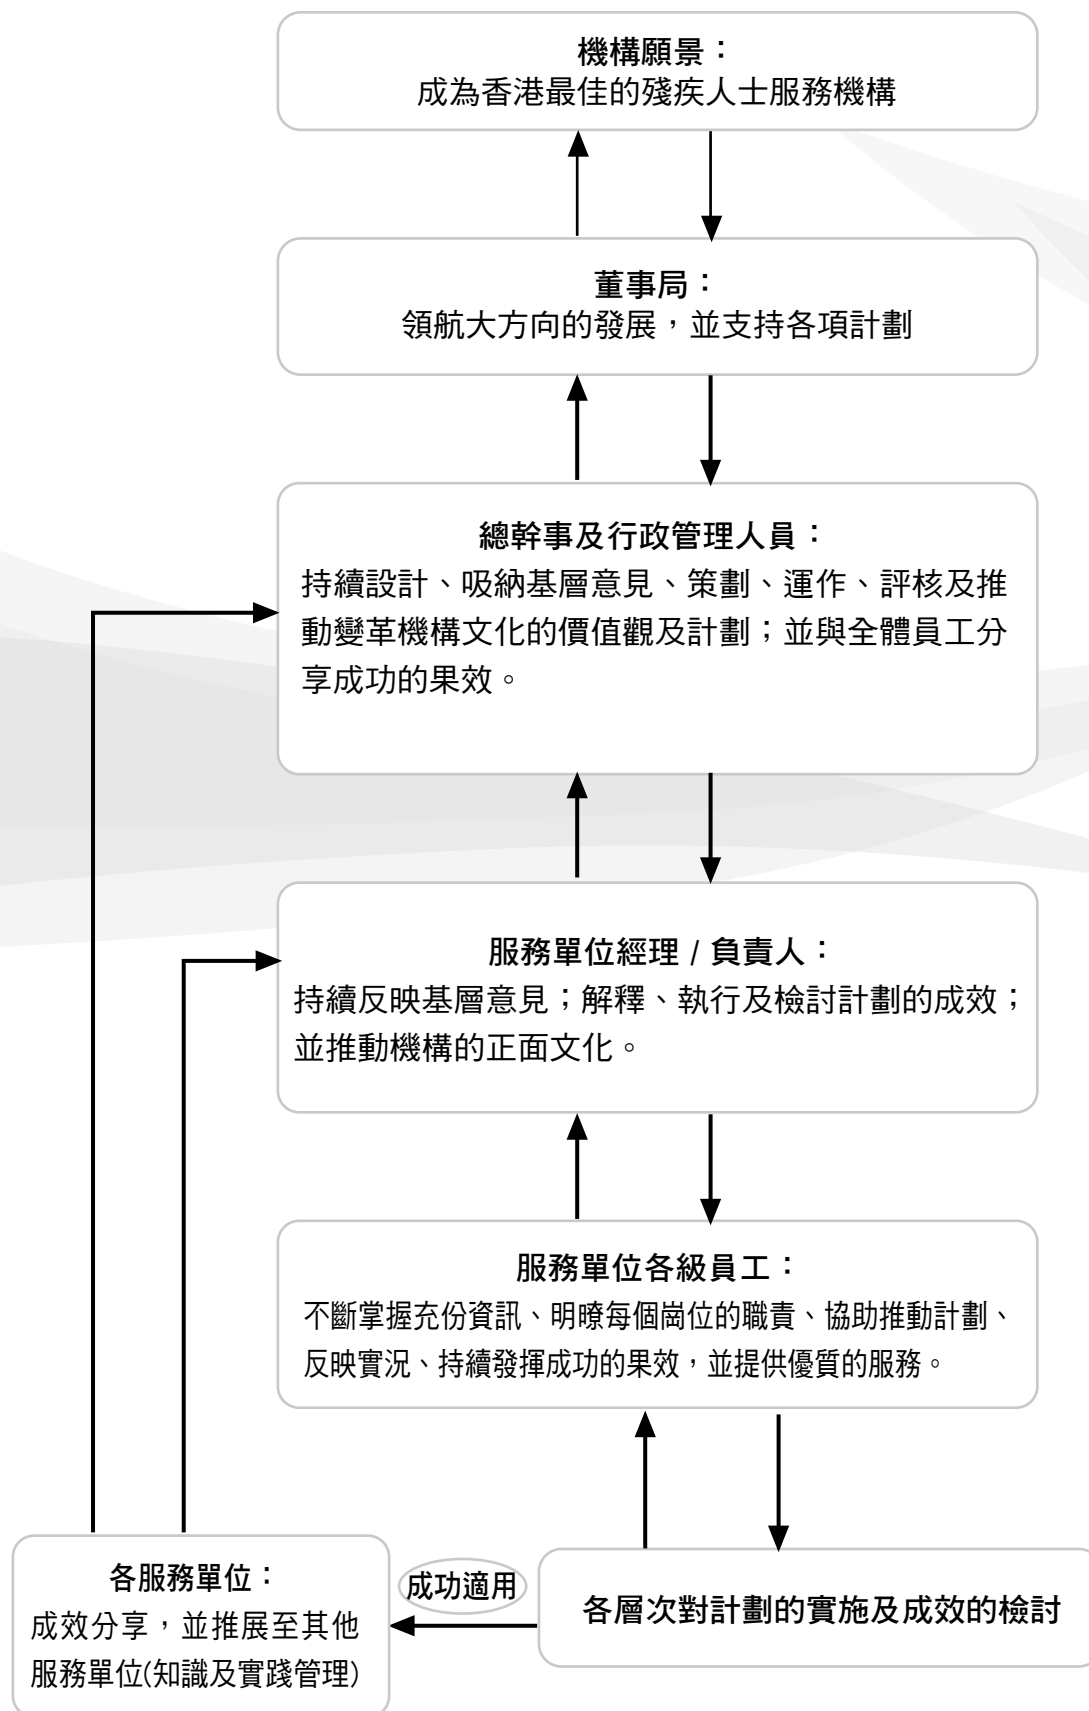 機構願景：
成為香港最佳的殘疾人士服務機構
董事局：
領航大方向的發展，並支持各項計劃
總幹事及行政管理人員：
持續設計、吸納基層意見、策劃、運作、評核及推
動變革機構文化的價值觀及計劃；並與全體員工分
享成功的果效。
服務單位經理 / 負責人：
持續反映基層意見；解釋、執行及檢討計劃的成效；
並推動機構的正面文化。
服務單位各級員工：
不斷掌握充份資訊、明瞭每個崗位的職責、協助推動計劃、
反映實況、持續發揮成功的果效，並提供優質的服務。
各服務單位：
成效分享，並推展至其他
服務單位(知識及實踐管理)
成功適用
各層次對計劃的實施及成效的檢討